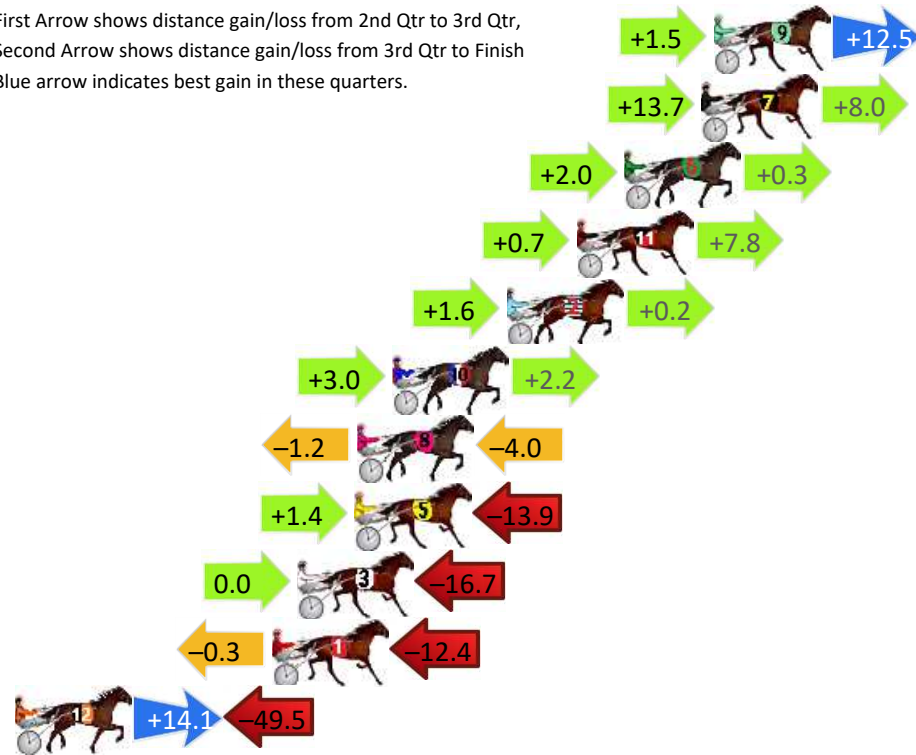 First Arrow shows distance gain/loss from 2nd Qtr to 3rd Qtr,
Second Arrow shows distance gain/loss from 3rd Qtr to Finish
Blue arrow indicates best gain in these quarters.
+1.5 9 +12.5
+13.7 7 +8.0
+2.0 +0.3
+0.7 11 +7.8
+1.6 2 +0.2
+3.0 10 +2.2
−1.2 8 −4.0
+1.4 5 −13.9
0.0 3 −16.7
−0.3 1 −12.4
12 +14.1 −49.5